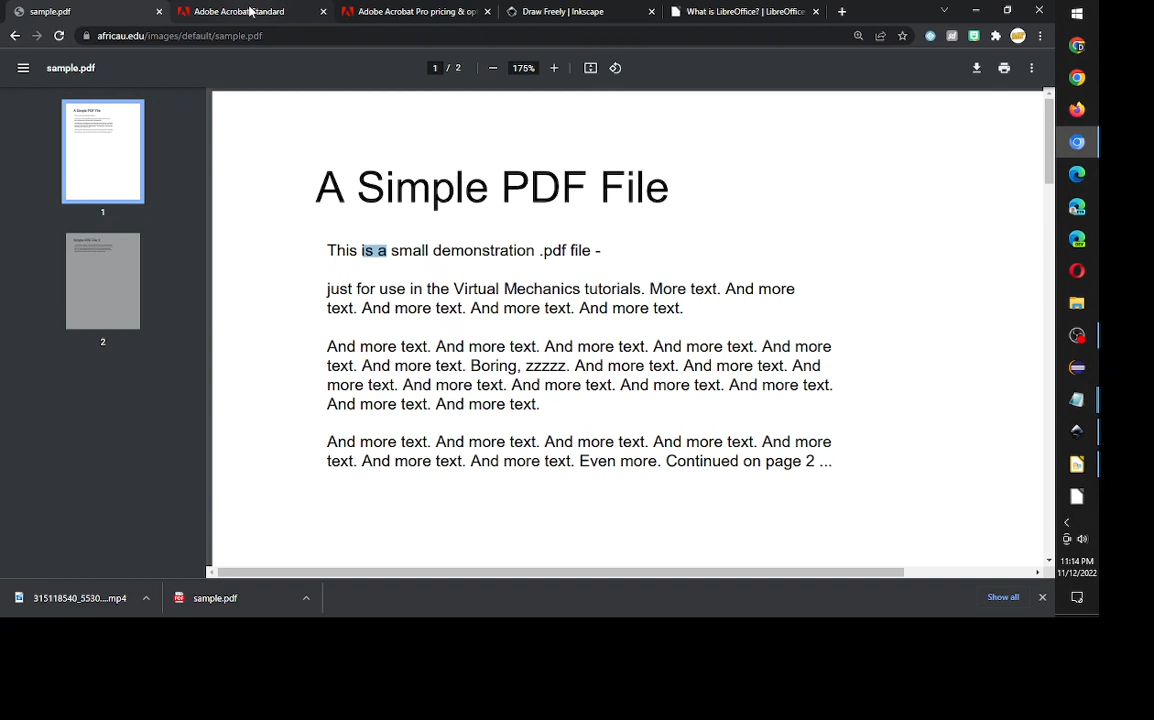 sample.pdf
Adobe Acrobat Standard
Adobe Acrobat Pro pricing & op
Draw Freely | Inkscape
What is LibreOffice? | LibreOffice
africau.edu/images/default/sample.pdf
sample.pdf
1 / 2
175%
1
2
A Simple PDF File
This is a small demonstration .pdf file -
just for use in the Virtual Mechanics tutorials. More text. And more
text. And more text. And more text. And more text.
And more text. And more text. And more text. And more text. And more
text. And more text. Boring, zzzzz. And more text. And more text. And
more text. And more text. And more text. And more text. And more text.
And more text. And more text.
And more text. And more text. And more text. And more text. And more
text. And more text. And more text. Even more. Continued on page 2 ...
315118540_5530....mp4
sample.pdf
Show all
11:14 PM
11/12/2022